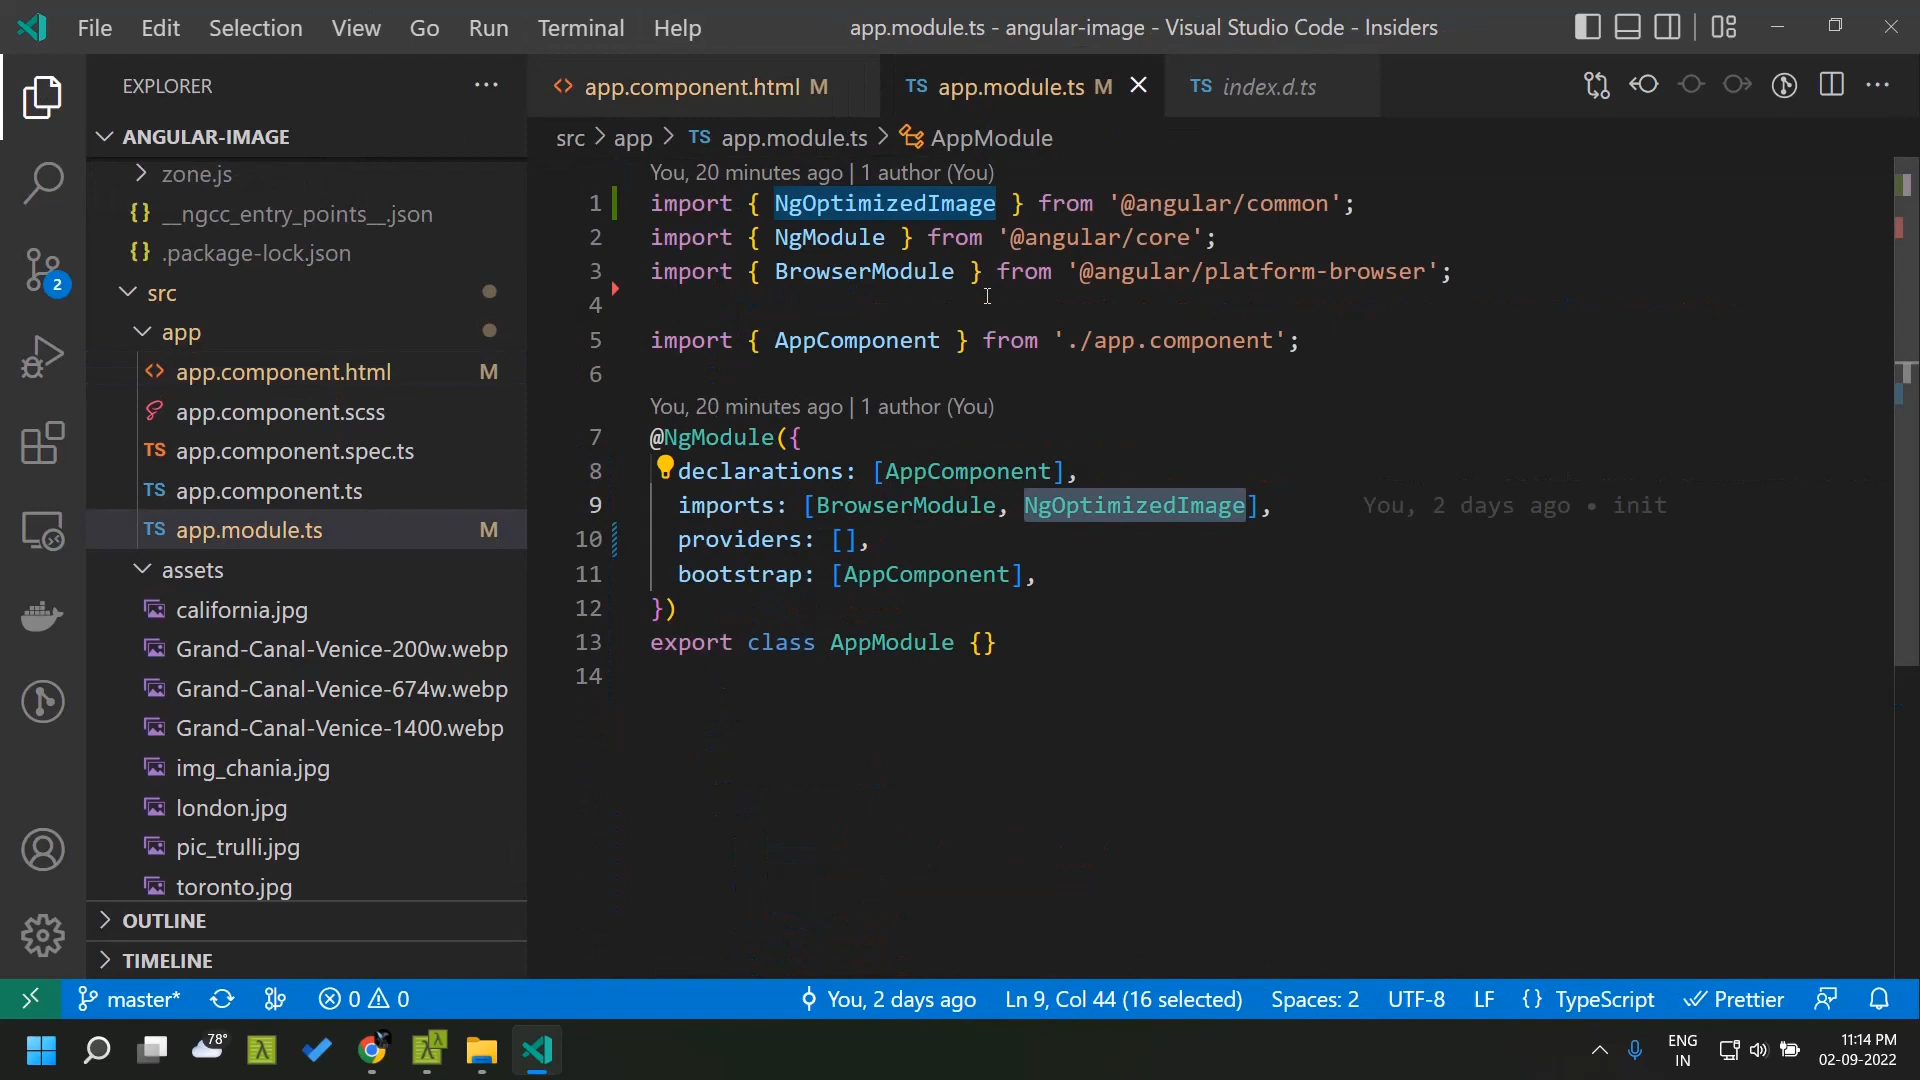 File Edit Selection View Go Run Terminal Help app.module.ts - angular-image - Visual Studio Code - Insiders
EXPLORER ···
ANGULAR-IMAGE
zone.js
{} __ngcc_entry_points__.json
{} .package-lock.json
src
app
<> app.component.html M
app.component.scss
TS app.component.spec.ts
TS app.component.ts
TS app.module.ts M
assets
california.jpg
Grand-Canal-Venice-200w.webp
Grand-Canal-Venice-674w.webp
Grand-Canal-Venice-1400.webp
img_chania.jpg
london.jpg
pic_trulli.jpg
toronto.jpg
OUTLINE
TIMELINE
2
<> app.component.html M TS app.module.ts M TS index.d.ts ···
src > app > TS app.module.ts > AppModule
You, 20 minutes ago | 1 author (You)
1 import { NgOptimizedImage } from '@angular/common';
2 import { NgModule } from '@angular/core';
3 import { BrowserModule } from '@angular/platform-browser';
4
5 import { AppComponent } from './app.component';
6
You, 20 minutes ago | 1 author (You)
7 @NgModule({
8 declarations: [AppComponent],
9 imports: [BrowserModule, NgOptimizedImage], You, 2 days ago • init
10 providers: [],
11 bootstrap: [AppComponent],
12 })
13 export class AppModule {}
14
master* 0 0 You, 2 days ago Ln 9, Col 44 (16 selected) Spaces: 2 UTF-8 LF {} TypeScript Prettier
78° ENG 11:14 PM
IN 02-09-2022